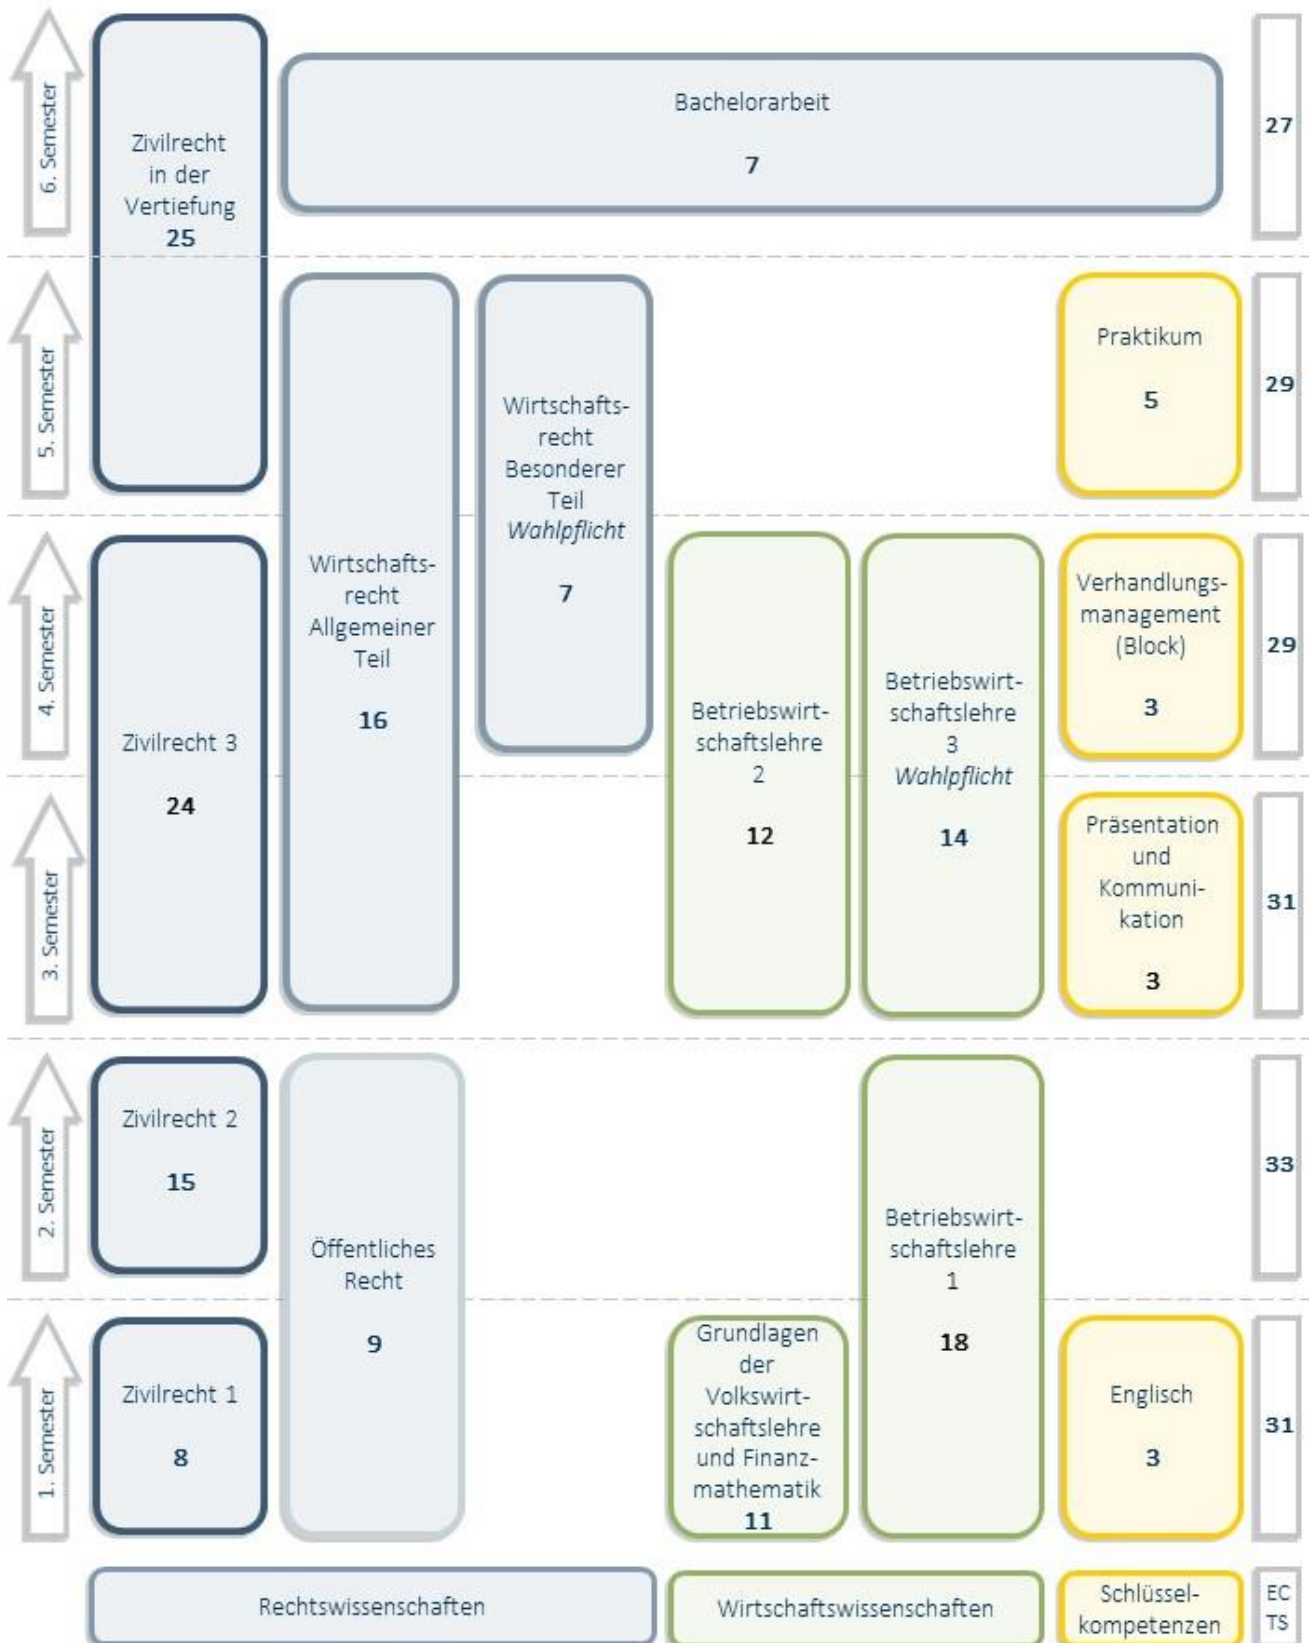 6. Semester
Zivilrecht
in der
Vertiefung
25
Bachelorarbeit
7
27
5. Semester
Wirtschafts-
recht
Allgemeiner
Teil
16
Wirtschafts-
recht
Besonderer
Teil
Wahlpflicht
7
Praktikum
5
29
4. Semester
Zivilrecht 3
24
Betriebswirt-
schaftslehre
2
12
Betriebswirt-
schaftslehre
3
Wahlpflicht
14
Verhandlungs-
management
(Block)
3
29
3. Semester
Präsentation
und
Kommuni-
kation
3
31
2. Semester
Zivilrecht 2
15
Öffentliches
Recht
9
Betriebswirt-
schaftslehre
1
18
33
1. Semester
Zivilrecht 1
8
Grundlagen
der
Volkswirt-
schaftslehre
und Finanz-
mathematik
11
Englisch
3
31
Rechtswissenschaften
Wirtschaftswissenschaften
Schlüssel-
kompetenzen
EC
TS